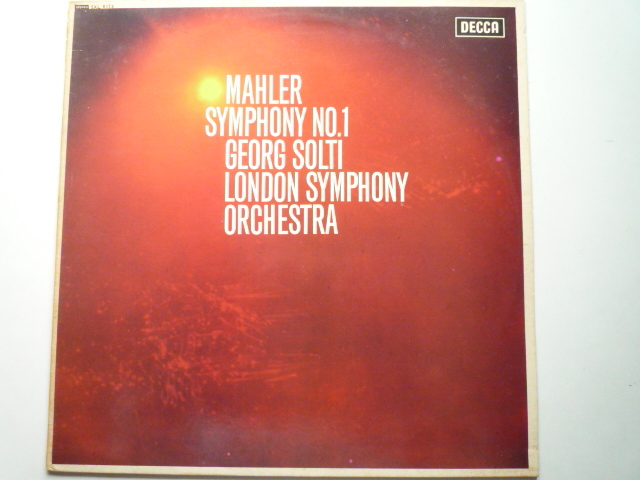 DECCA
MAHLER
SYMPHONY NO.1
GEORG SOLTI
LONDON SYMPHONY
ORCHESTRA